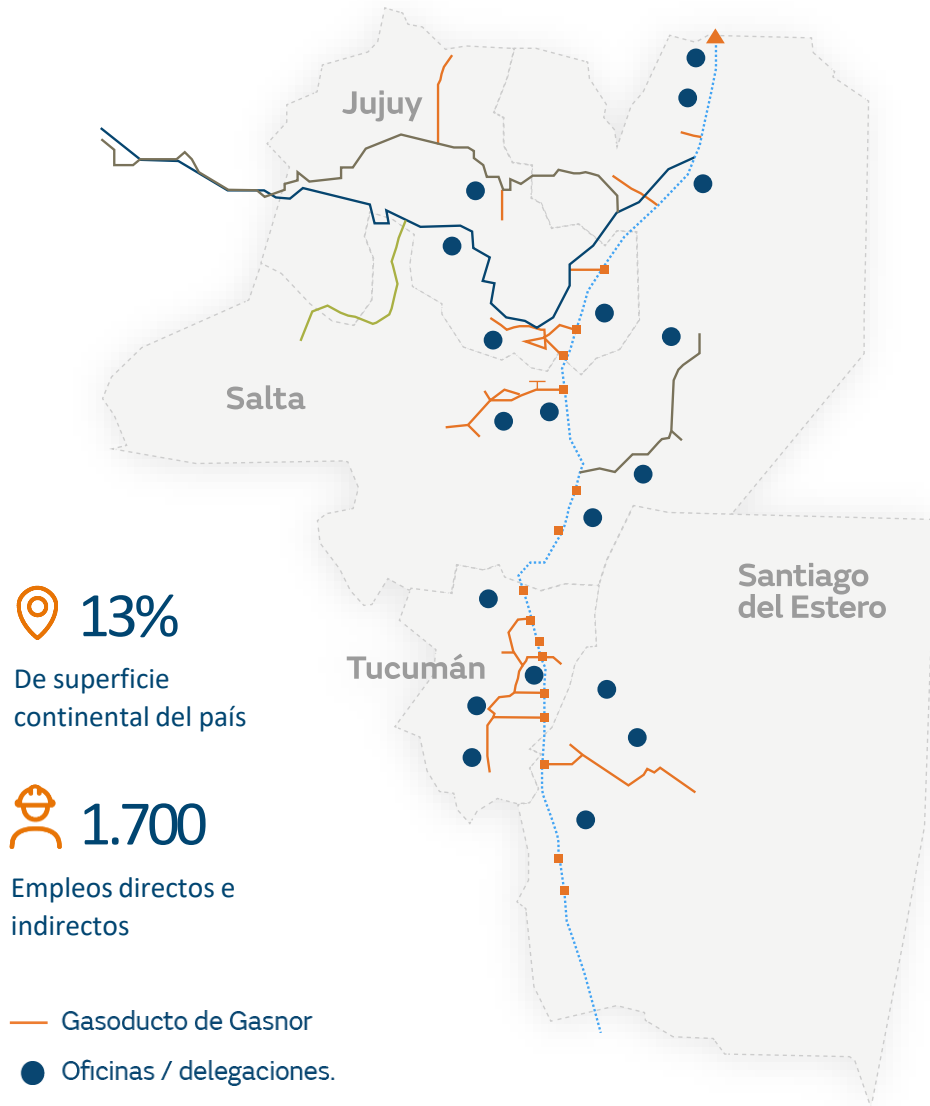 Jujuy
Salta
Santiago
del Estero
Tucumán
13%
De superficie
continental del país
1.700
Empleos directos e
indirectos
Gasoducto de Gasnor
Oficinas / delegaciones.